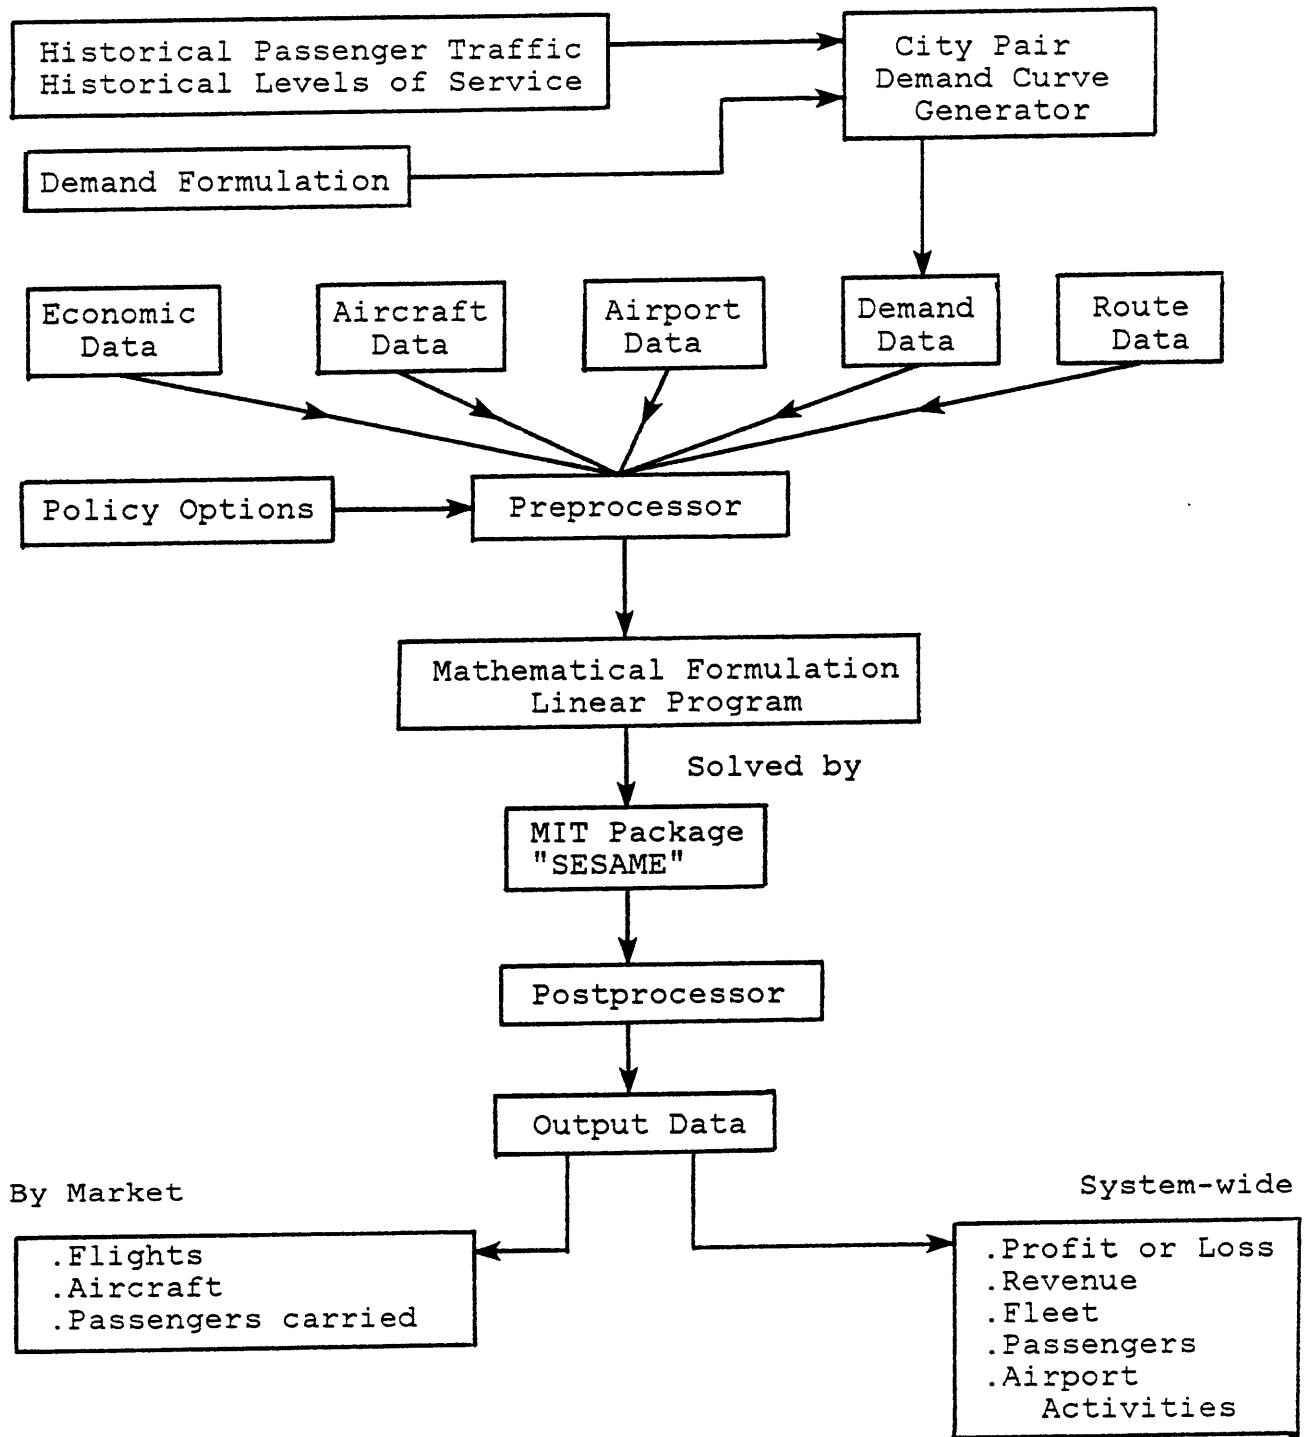 Historical Passenger Traffic
Historical Levels of Service
City Pair
Demand Curve
Generator
Demand Formulation
Economic
Data
Aircraft
Data
Airport
Data
Demand
Data
Route
Data
Policy Options
Preprocessor
Mathematical Formulation
Linear Program
Solved by
MIT Package
"SESAME"
Postprocessor
Output Data
By Market
.Flights
.Aircraft
.Passengers carried
System-wide
.Profit or Loss
.Revenue
.Fleet
.Passengers
.Airport
Activities